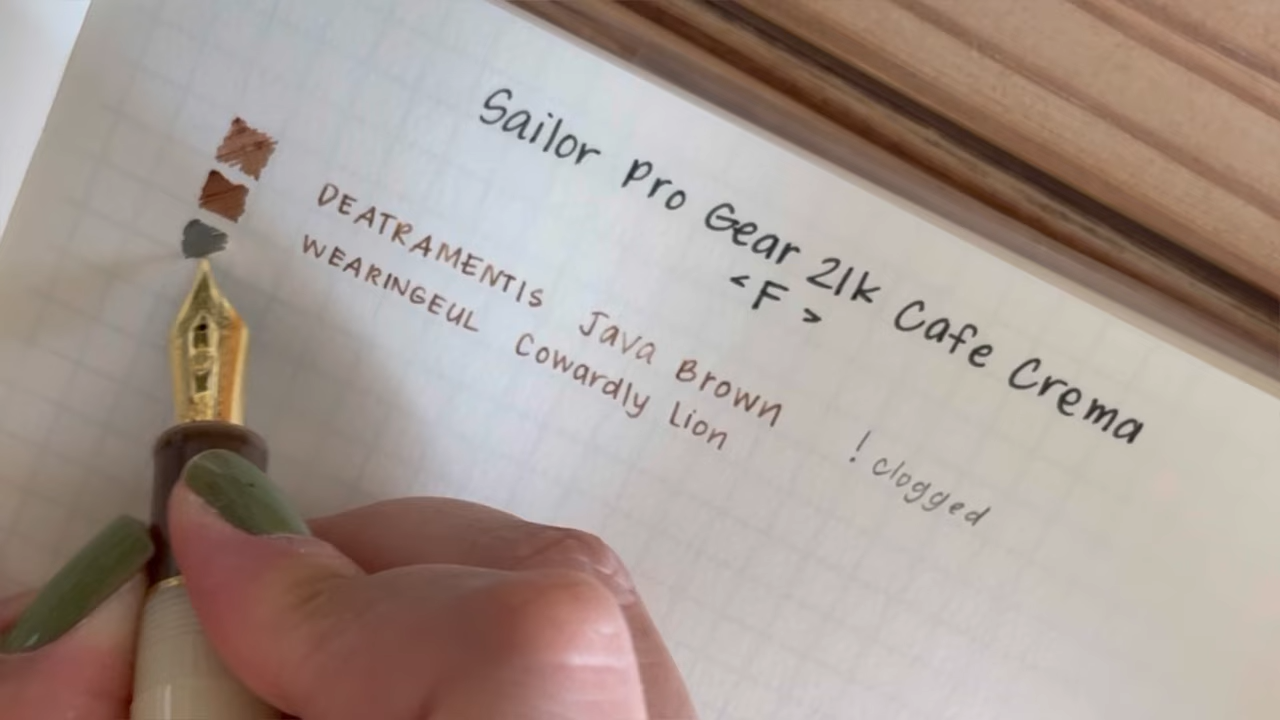 Sailor Pro Gear 21k Cafe Crema
<F>
DEATRAMENTIS Java Brown
WEARINGEUL Cowardly Lion
! clogged